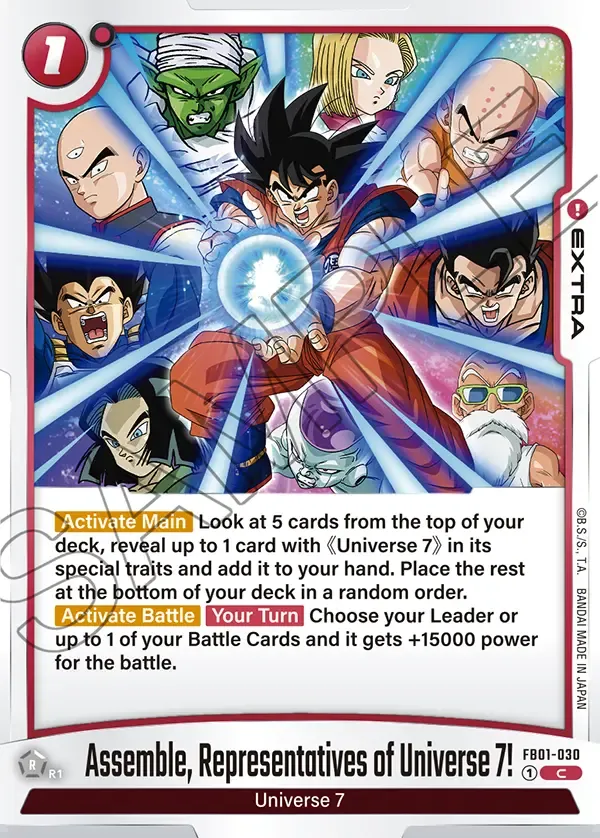 1
EXTRA
Activate Main Look at 5 cards from the top of your
deck, reveal up to 1 card with 《Universe 7》 in its
special traits and add it to your hand. Place the rest
at the bottom of your deck in a random order.
Activate Battle Your Turn Choose your Leader or
up to 1 of your Battle Cards and it gets +15000 power
for the battle.
SAMPLE
©B.S./S., T.A. BANDAI MADE IN JAPAN
R R1
Assemble, Representatives of Universe 7!
FB01-030
1 C
Universe 7